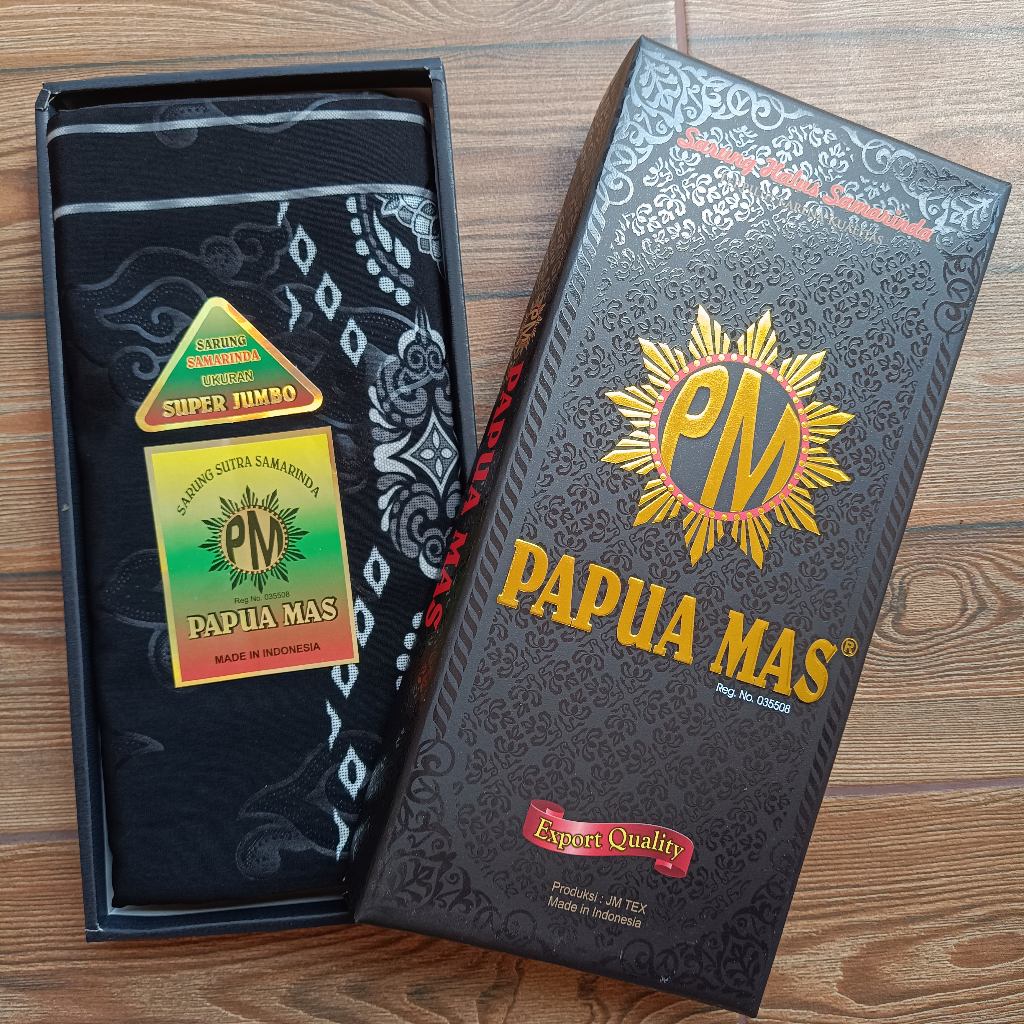 SARUNG
SAMARINDA
UKURAN
SUPER JUMBO
SARUNG SUTRA SAMARINDA
PM
Reg No. 035508
PAPUA MAS
MADE IN INDONESIA
PAPUA MAS
Sarung Halus Samarinda
PM
PAPUA MAS®
Reg. No. 035508
Export Quality
Produksi : JM TEX
Made in Indonesia